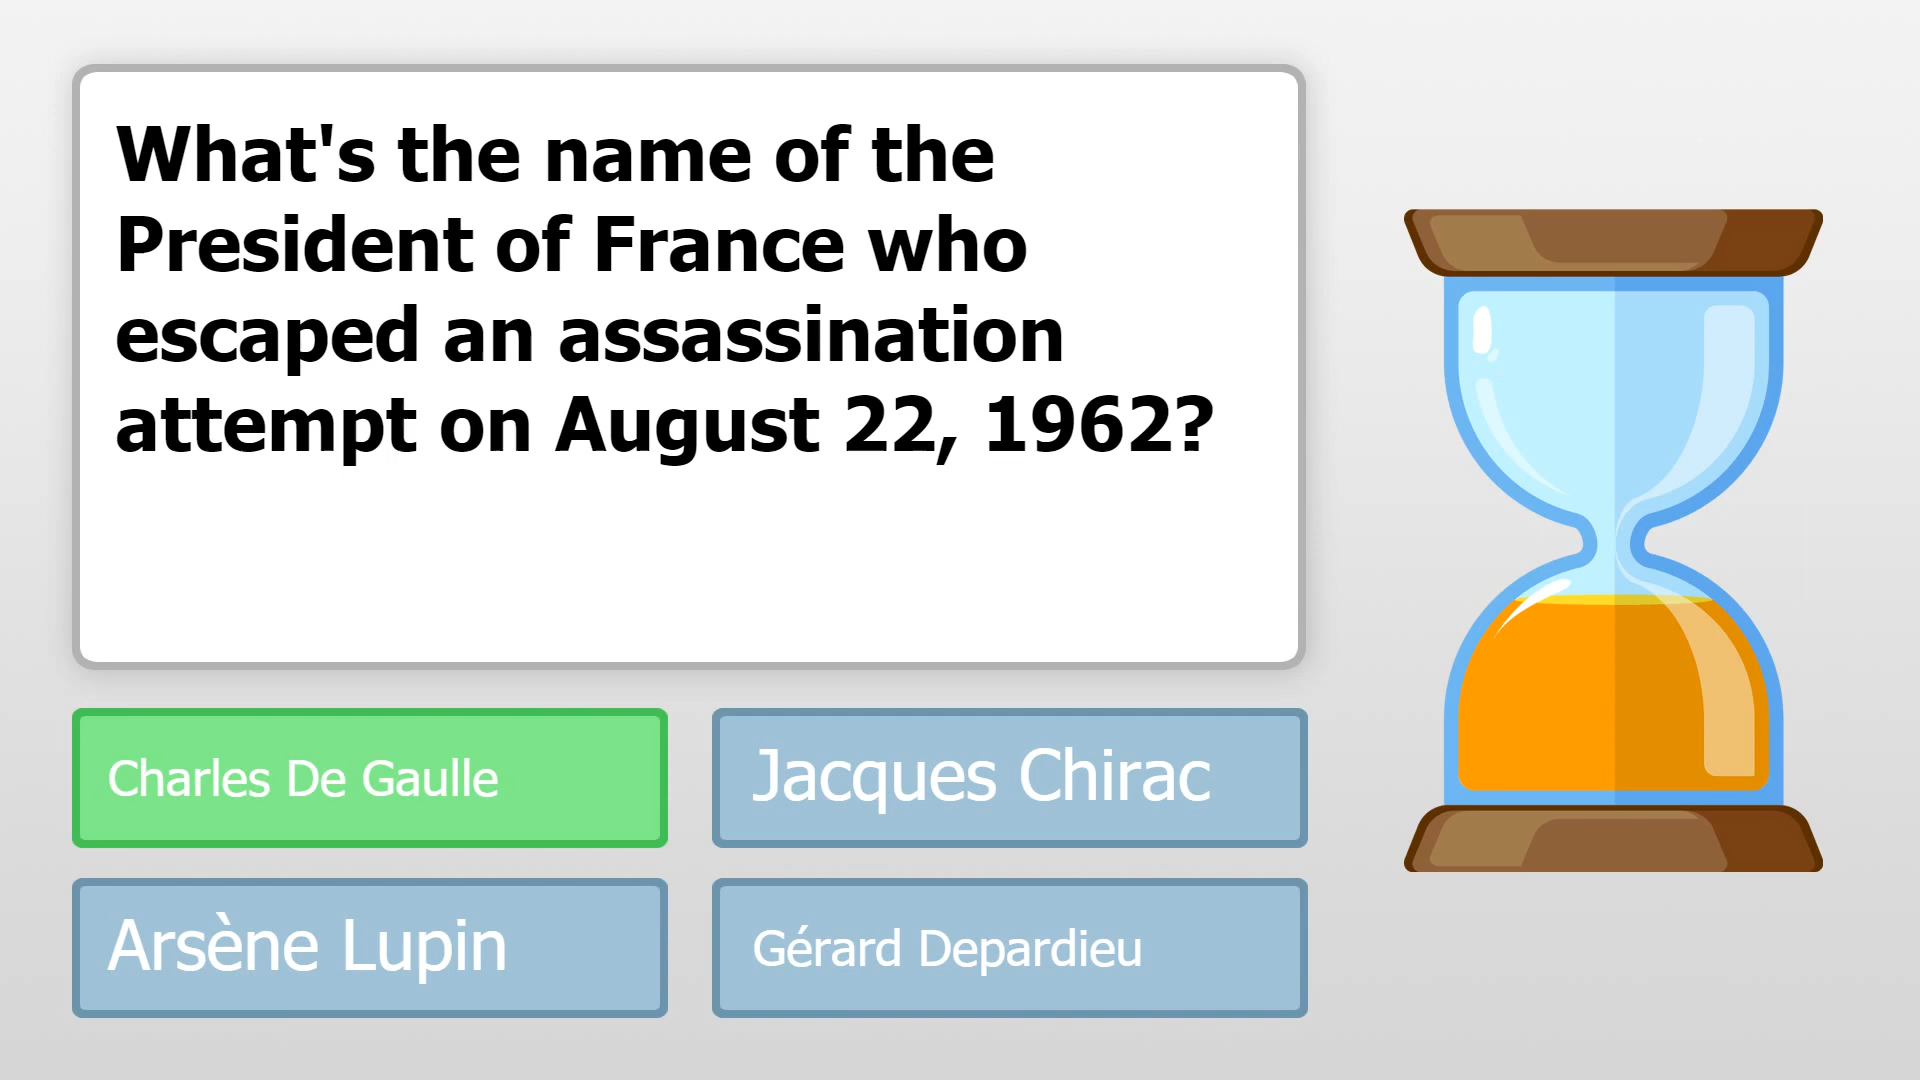 What's the name of the
President of France who
escaped an assassination
attempt on August 22, 1962?
Charles De Gaulle
Jacques Chirac
Arsène Lupin
Gérard Depardieu